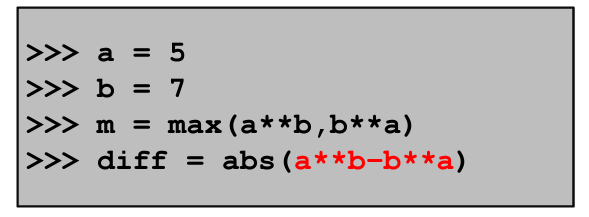 >>> a = 5
>>> b = 7
>>> m = max(a**b,b**a)
>>> diff = abs(a**b-b**a)